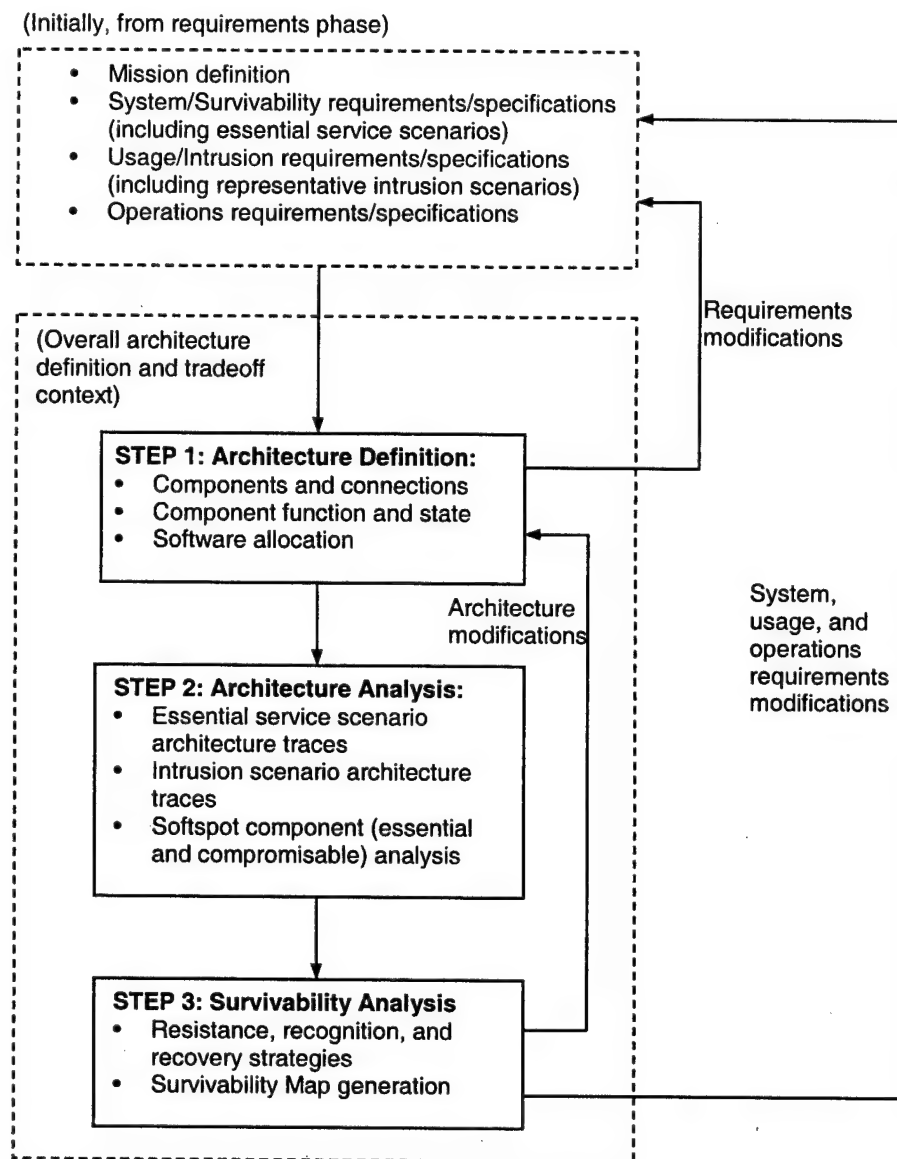 (Initially, from requirements phase)
• Mission definition
• System/Survivability requirements/specifications
(including essential service scenarios)
• Usage/Intrusion requirements/specifications
(including representative intrusion scenarios)
• Operations requirements/specifications
Requirements
modifications
(Overall architecture
definition and tradeoff
context)
STEP 1: Architecture Definition:
• Components and connections
• Component function and state
• Software allocation
Architecture
modifications
System,
usage, and
operations
requirements
modifications
STEP 2: Architecture Analysis:
• Essential service scenario
architecture traces
• Intrusion scenario architecture
traces
• Softspot component (essential
and compromisable) analysis
STEP 3: Survivability Analysis
• Resistance, recognition, and
recovery strategies
• Survivability Map generation